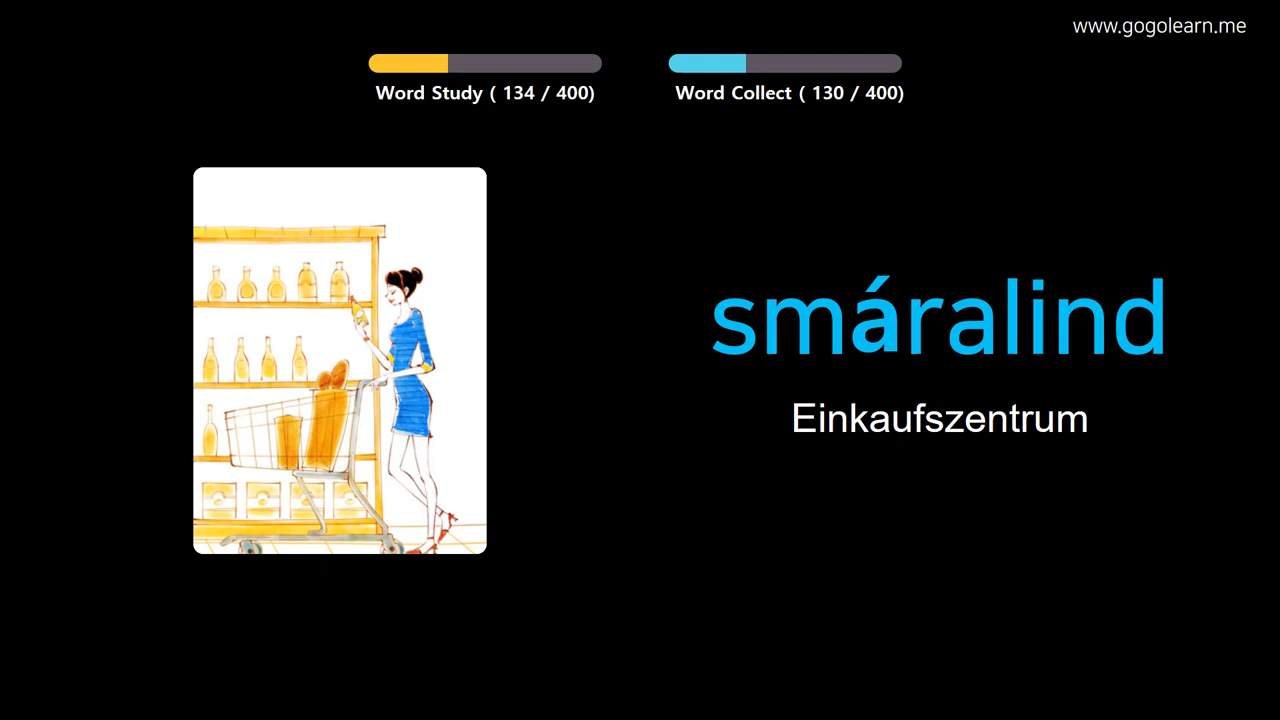 www.gogolearn.me
Word Study ( 134 / 400)
Word Collect ( 130 / 400)
smáralind
Einkaufszentrum